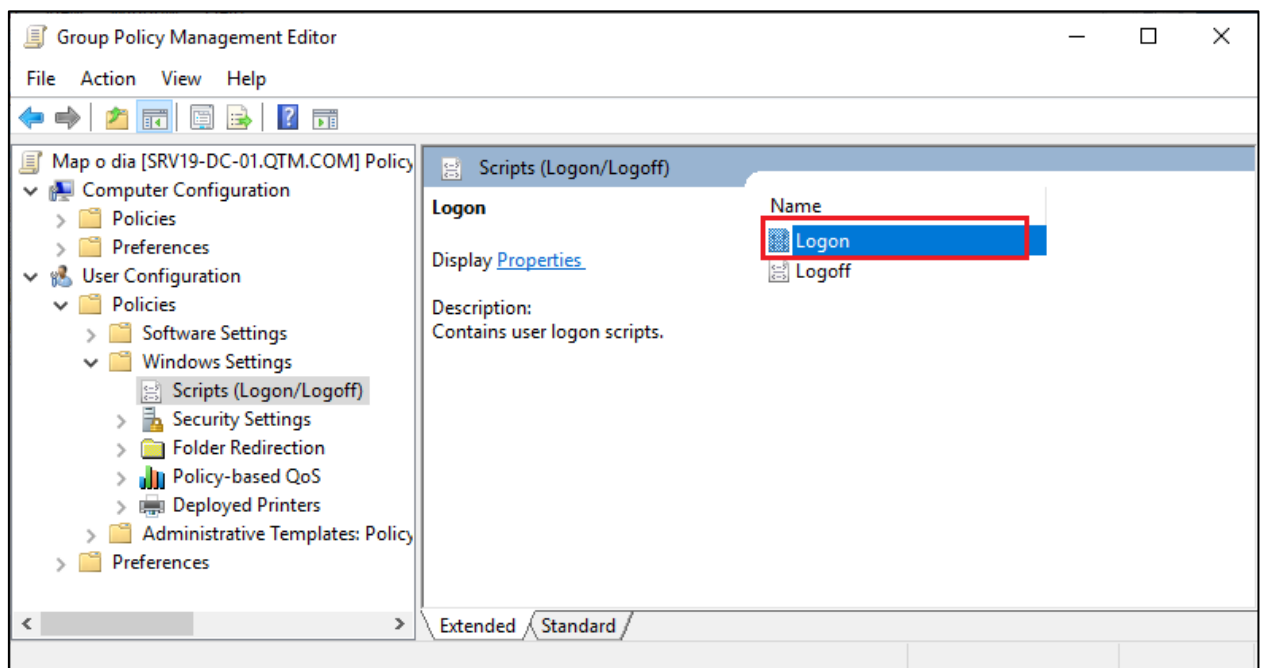 Group Policy Management Editor
File Action View Help
Map o dia [SRV19-DC-01.QTM.COM] Policy
Computer Configuration
Policies
Preferences
User Configuration
Policies
Software Settings
Windows Settings
Scripts (Logon/Logoff)
Security Settings
Folder Redirection
Policy-based QoS
Deployed Printers
Administrative Templates: Policy
Preferences
Scripts (Logon/Logoff)
Logon
Display Properties
Description:
Contains user logon scripts.
Name
Logon
Logoff
Extended Standard